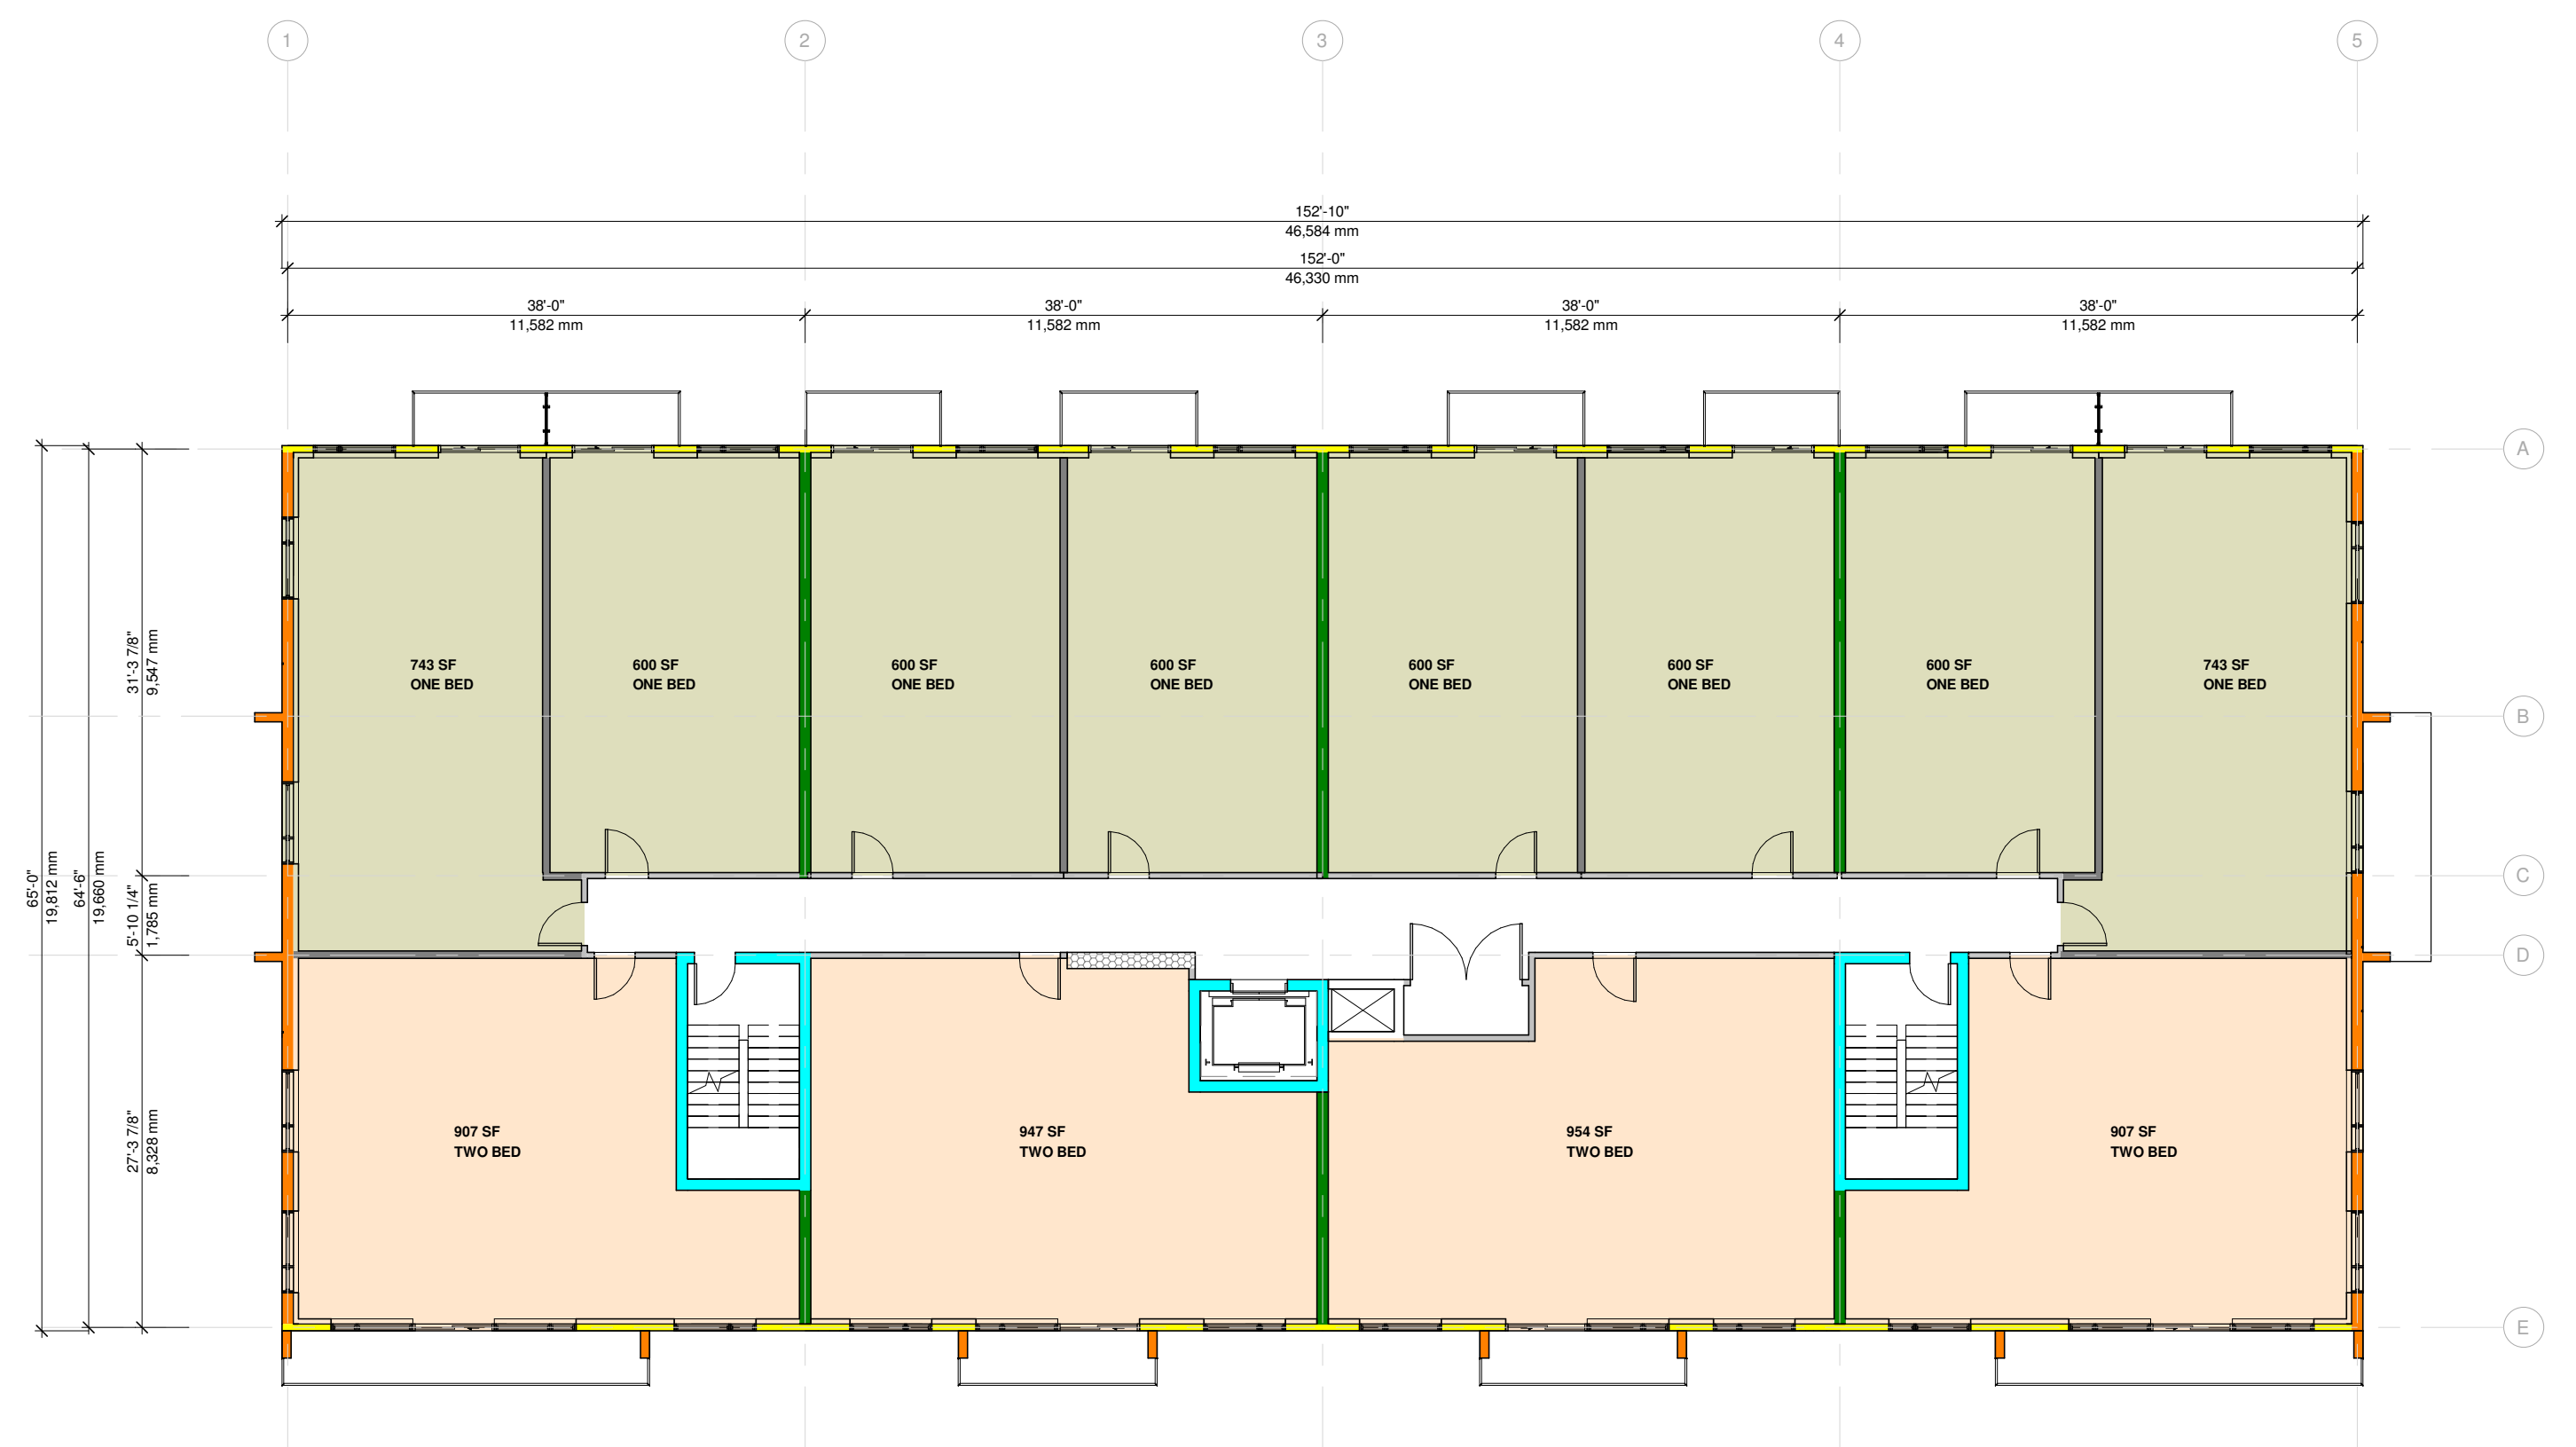 1
2
3
4
5
152'-10"
46,584 mm
152'-0"
46,330 mm
38'-0"
11,582 mm
38'-0"
11,582 mm
38'-0"
11,582 mm
38'-0"
11,582 mm
A
B
C
D
E
65'-0"
19,812 mm
64'-6"
19,660 mm
31'-3 7/8"
9,547 mm
5'-10 1/4"
1,785 mm
27'-3 7/8"
8,328 mm
743 SF
ONE BED
600 SF
ONE BED
600 SF
ONE BED
600 SF
ONE BED
600 SF
ONE BED
600 SF
ONE BED
600 SF
ONE BED
743 SF
ONE BED
907 SF
TWO BED
947 SF
TWO BED
954 SF
TWO BED
907 SF
TWO BED